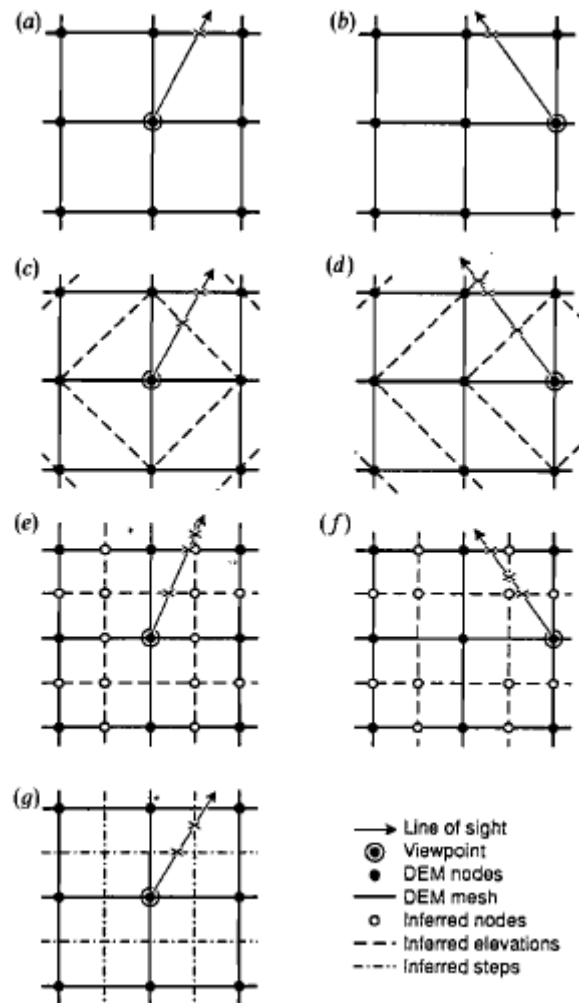 (a)
(b)
(c)
(d)
(e)
(f)
(g)
Line of sight
Viewpoint
DEM nodes
DEM mesh
Inferred nodes
Inferred elevations
Inferred steps